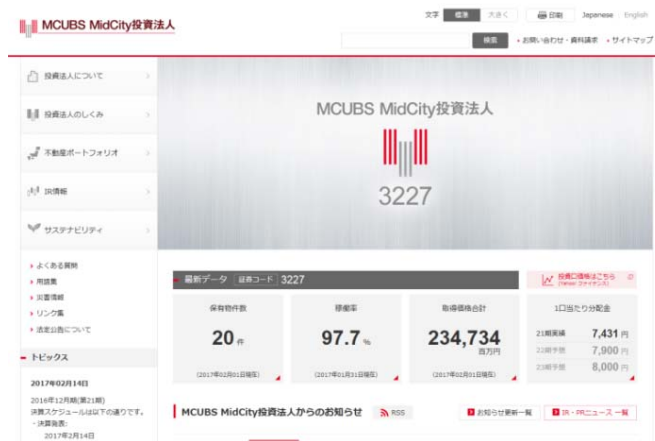 MCUBS MidCity投資法人
文字 標準 大きく 印刷 Japanese English
検索 お問い合わせ・資料請求 サイトマップ
投資法人について
投資法人のしくみ
不動産ポートフォリオ
IR情報
サステナビリティ
MCUBS MidCity投資法人
3227
よくある質問
用語集
災害情報
リンク集
法定公告について
最新データ 証券コード 3227
投資口価格はこちら
(Yahoo ファイナンス)
保有物件数
20 件
(2017年02月01日現在)
稼働率
97.7 %
(2017年01月31日現在)
取得価格合計
234,734
百万円
(2017年02月01日現在)
1口当たり分配金
21期実績 7,431 円
22期予想 7,900 円
23期予想 8,000 円
トピックス
2017年02月14日
2016年12月期(第21期)
決算スケジュールは以下の通りです。
・決算発表:
2017年2月14日
MCUBS MidCity投資法人からのお知らせ RSS
お知らせ更新一覧 IR・PRニュース 一覧